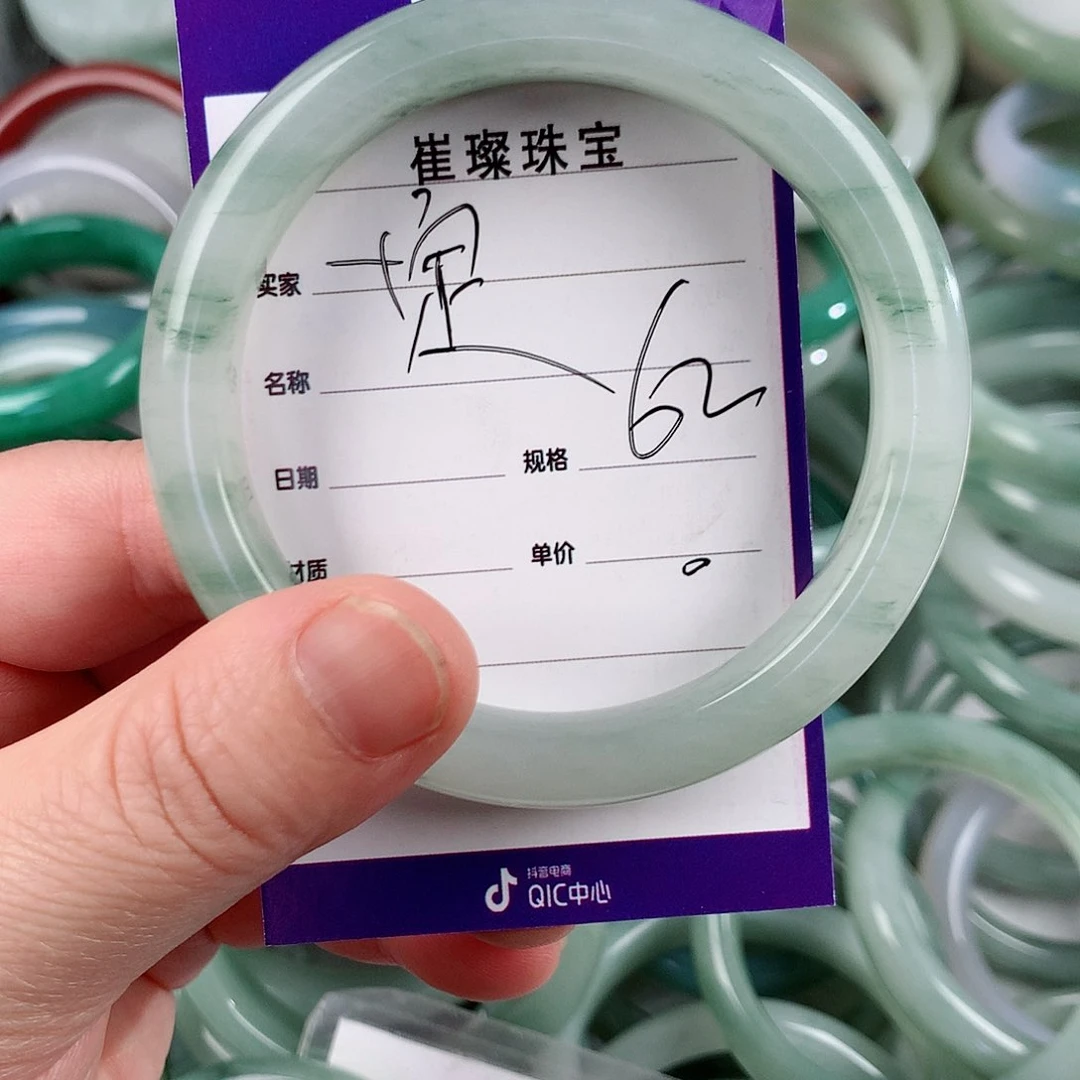 崔璨珠宝
买家
名称
62
日期 规格
材质 单价
抖音电商
QIC中心